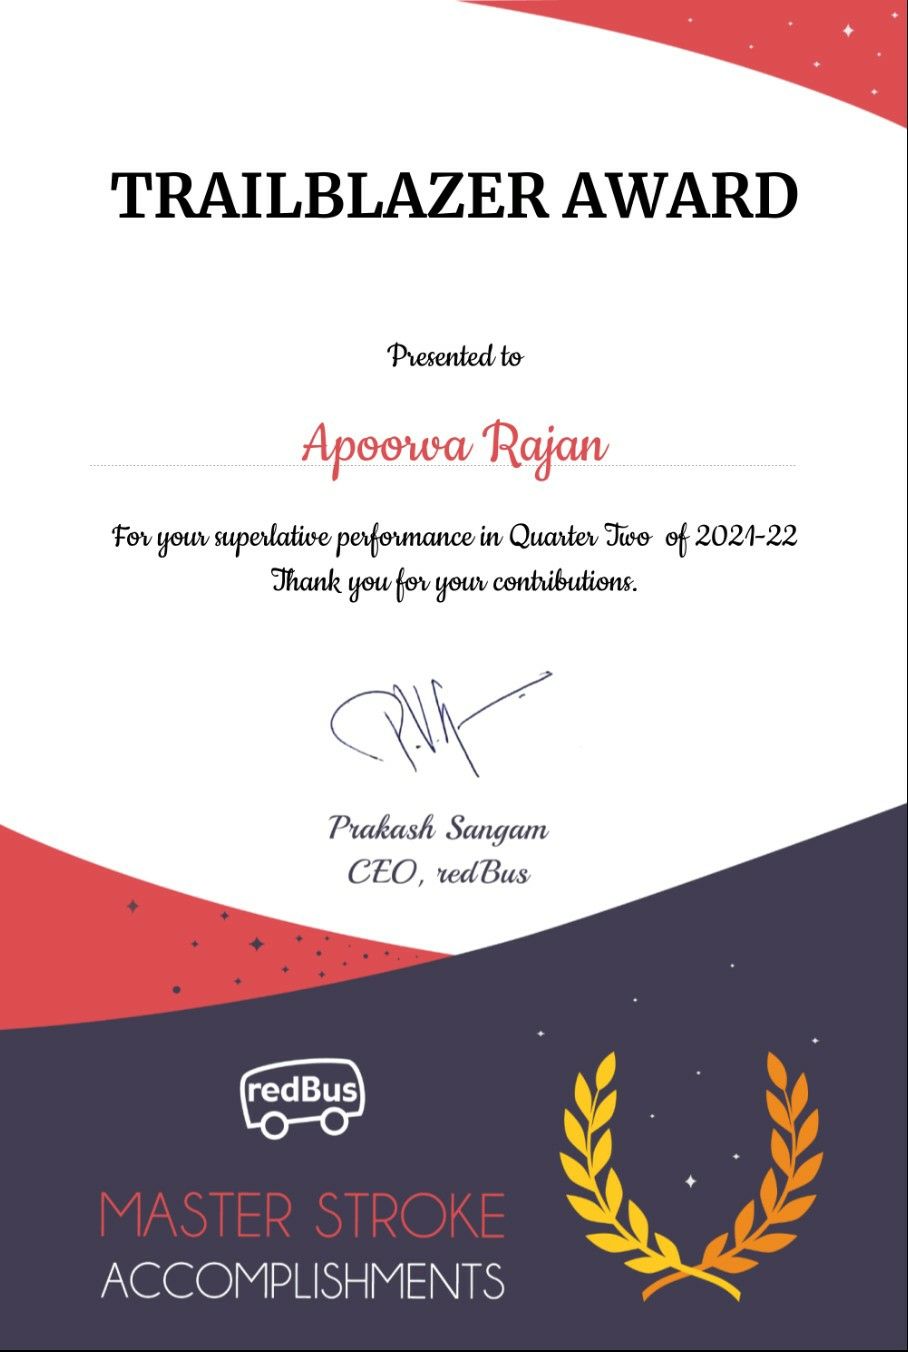 TRAILBLAZER AWARD
Presented to
Apoorva Rajan
For your superlative performance in Quarter Two of 2021-22
Thank you for your contributions.
P.V.S
Prakash Sangam
CEO, redBus
redBus
MASTER STROKE
ACCOMPLISHMENTS